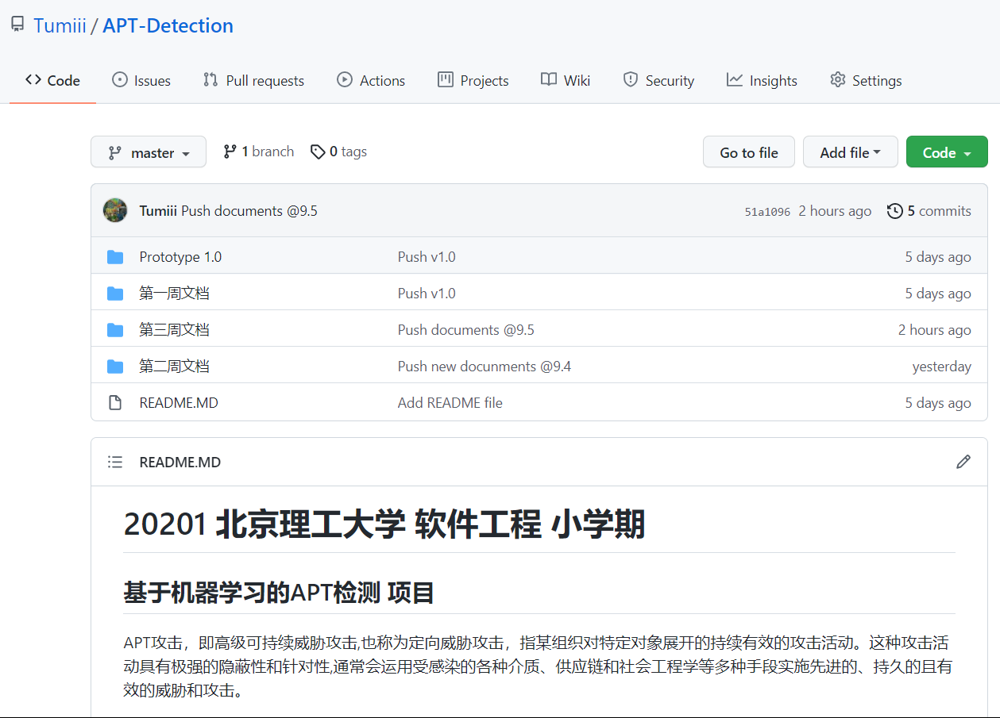 Tumiii / APT-Detection
Code Issues Pull requests Actions Projects Wiki Security Insights Settings
master 1 branch 0 tags Go to file Add file Code
Tumiii Push documents @9.5 51a1096 2 hours ago 5 commits
Prototype 1.0 Push v1.0 5 days ago
第一周文档 Push v1.0 5 days ago
第三周文档 Push documents @9.5 2 hours ago
第二周文档 Push new docunments @9.4 yesterday
README.MD Add README file 5 days ago
README.MD
20201 北京理工大学 软件工程 小学期
基于机器学习的APT检测 项目
APT攻击，即高级可持续威胁攻击,也称为定向威胁攻击，指某组织对特定对象展开的持续有效的攻击活动。这种攻击活
动具有极强的隐蔽性和针对性,通常会运用受感染的各种介质、供应链和社会工程学等多种手段实施先进的、持久的且有
效的威胁和攻击。